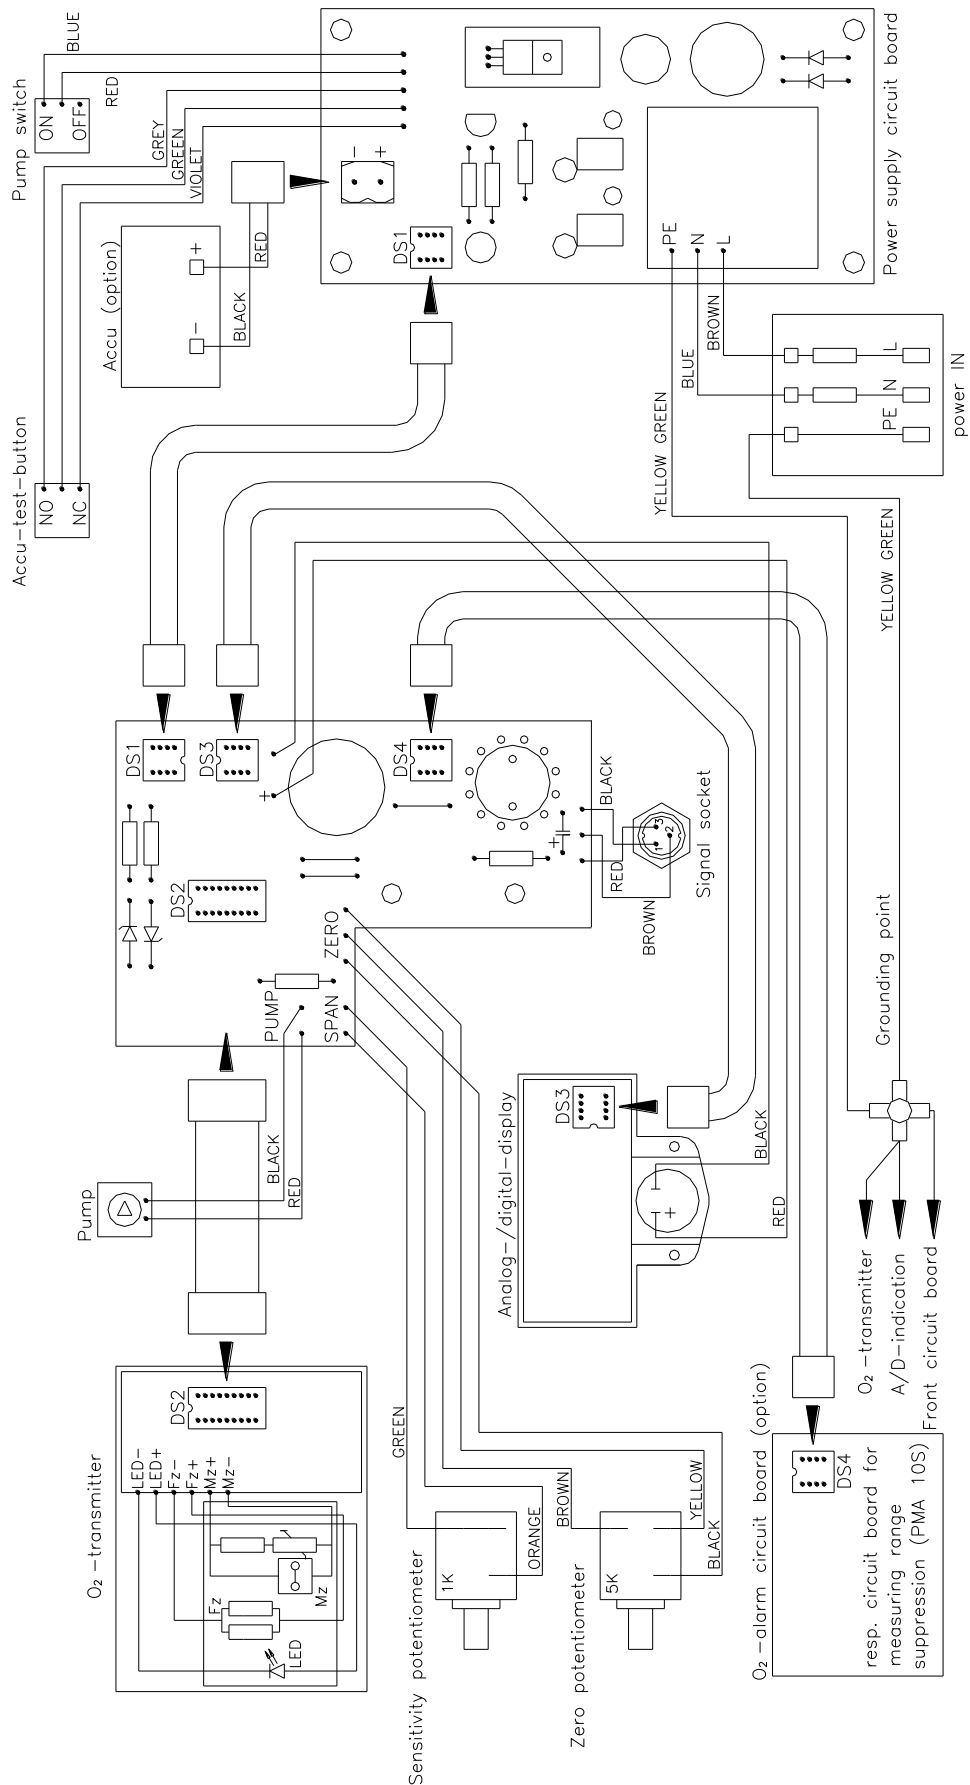 Pump switch
ON
OFF
BLUE
RED
GREY
GREEN
VIOLET
Accu-test-button
NO
NC
Accu (option)
+
-
RED
BLACK
-
+
DS1
Power supply circuit board
PE
N
L
YELLOW GREEN
BLUE
BROWN
L
N
PE
power IN
YELLOW GREEN
Grounding point
O₂ -transmitter
A/D-indication
Front circuit board
DS1
DS3
DS4
DS2
+
+
PUMP
SPAN
ZERO
BLACK
RED
BROWN
1
2
3
Signal socket
Pump
BLACK
RED
O₂ -transmitter
DS2
LED-
LED+
Fz-
Fz+
Mz+
Mz-
Fz
Mz
LED
Analog-/digital-display
DS3
+
BLACK
RED
Sensitivity potentiometer
1K
GREEN
ORANGE
Zero potentiometer
5K
BROWN
YELLOW
BLACK
O₂ -alarm circuit board (option)
DS4
resp. circuit board for
measuring range
suppression (PMA 10S)